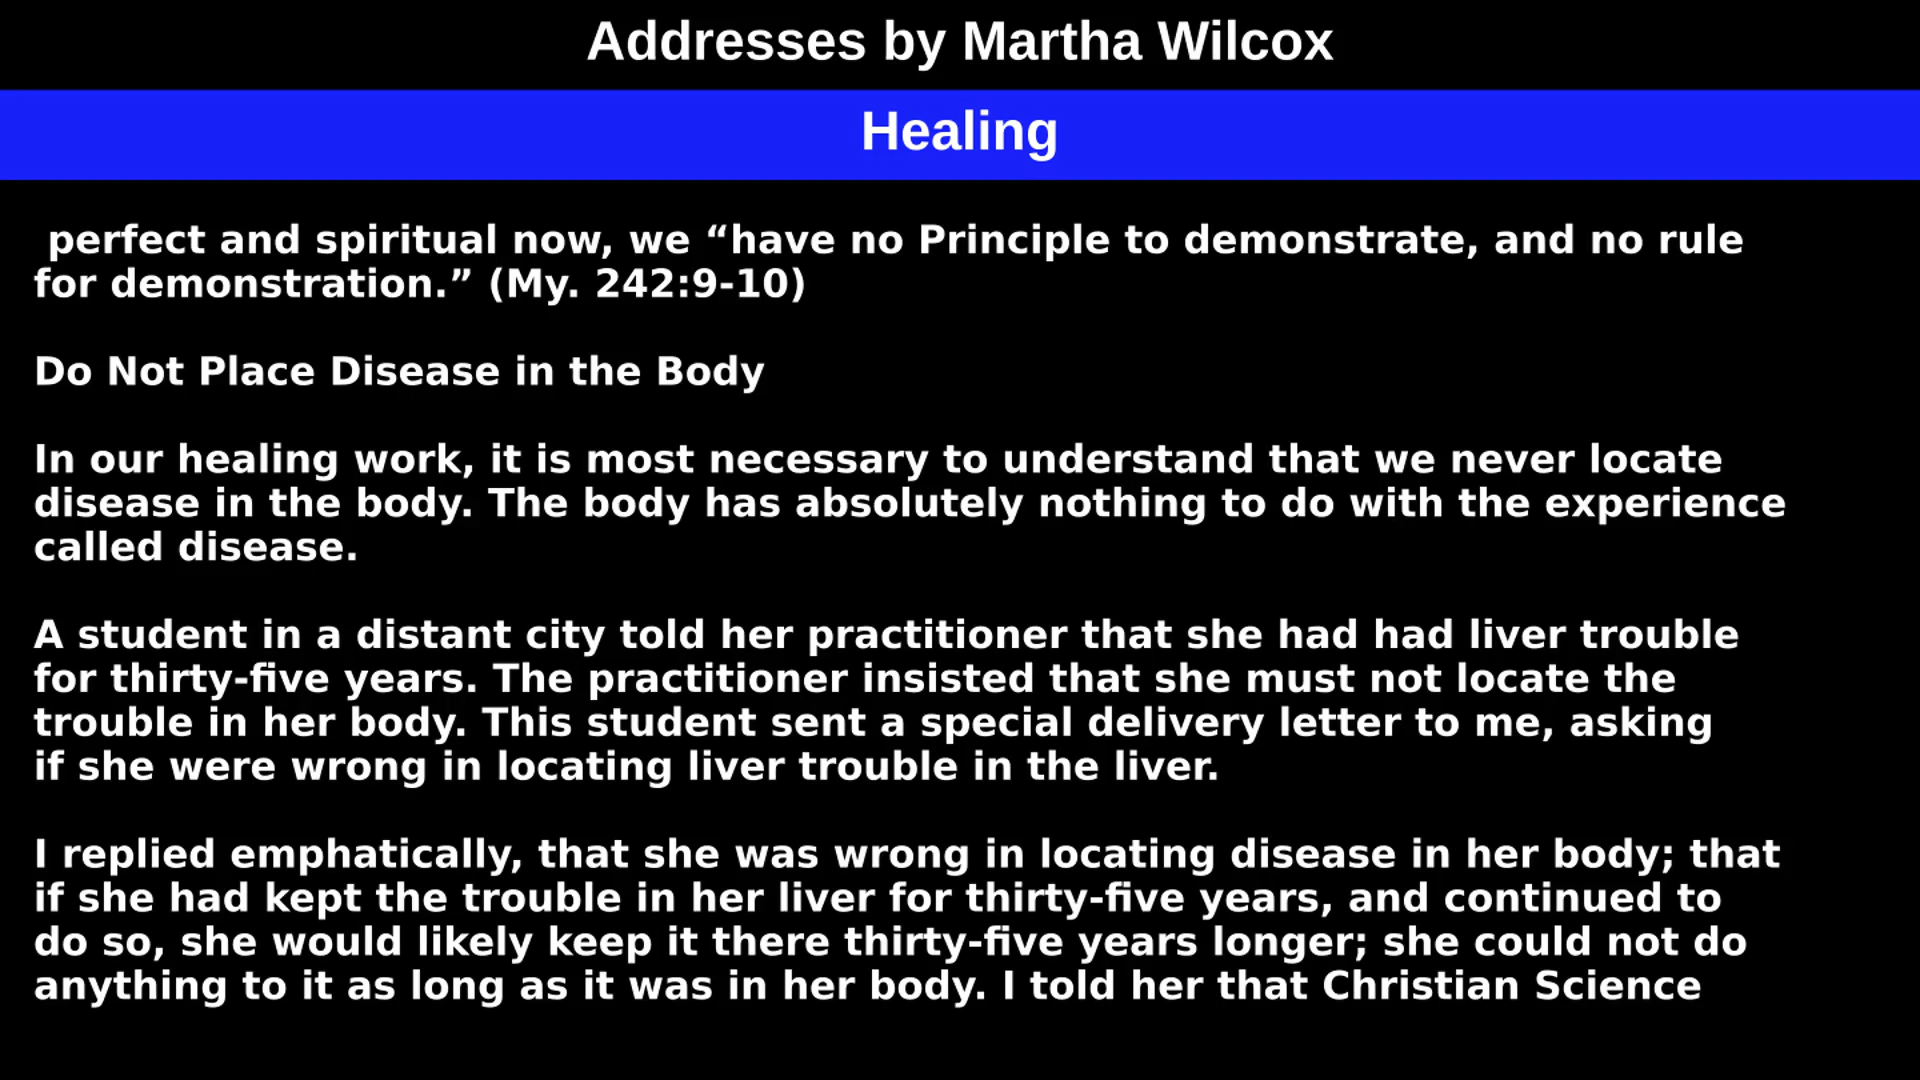 Addresses by Martha Wilcox
Healing
perfect and spiritual now, we “have no Principle to demonstrate, and no rule
for demonstration.” (My. 242:9-10)
Do Not Place Disease in the Body
In our healing work, it is most necessary to understand that we never locate
disease in the body. The body has absolutely nothing to do with the experience
called disease.
A student in a distant city told her practitioner that she had had liver trouble
for thirty-five years. The practitioner insisted that she must not locate the
trouble in her body. This student sent a special delivery letter to me, asking
if she were wrong in locating liver trouble in the liver.
I replied emphatically, that she was wrong in locating disease in her body; that
if she had kept the trouble in her liver for thirty-five years, and continued to
do so, she would likely keep it there thirty-five years longer; she could not do
anything to it as long as it was in her body. I told her that Christian Science